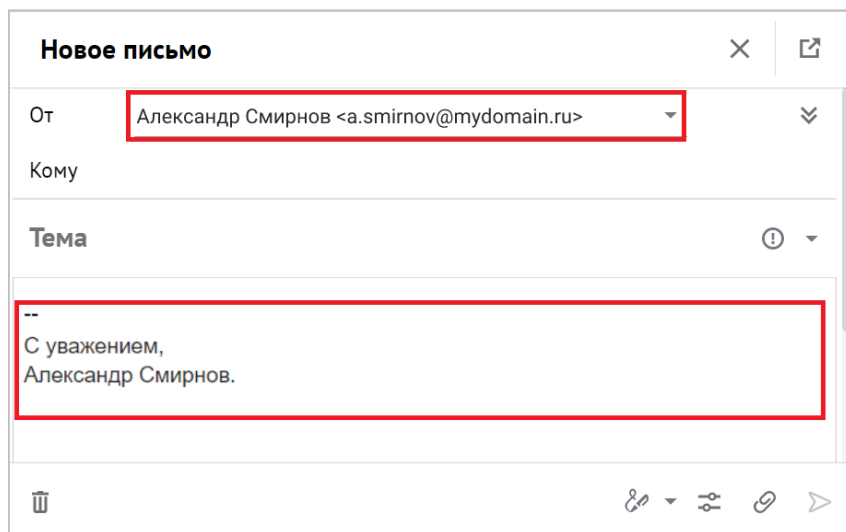 Новое письмо
От Александр Смирнов <a.smirnov@mydomain.ru>
Кому
Тема
--
С уважением,
Александр Смирнов.